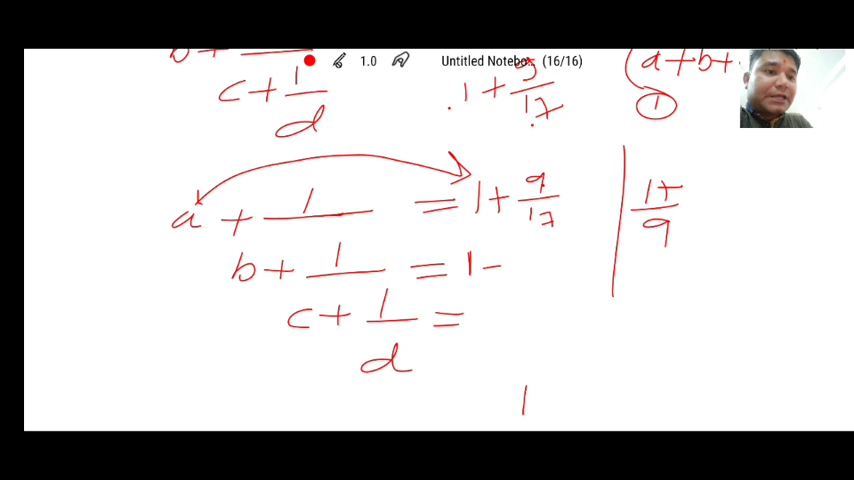 1.0 Untitled Notebo... (16/16)
a+b+
c + 1/d
.1 + 9/17
1
a + 1/ = 1 + 9/17
17/9
b + 1/ = 1 -
c + 1/d =
1